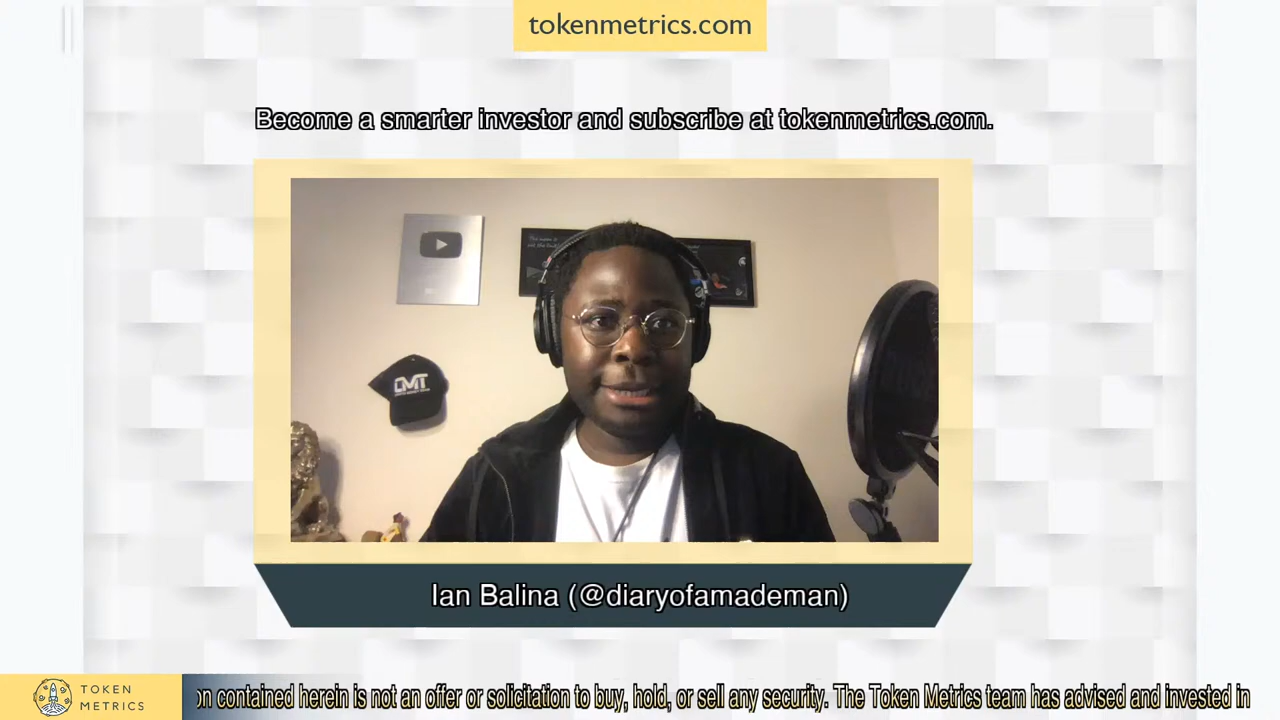 tokenmetrics.com
Become a smarter investor and subscribe at tokenmetrics.com.
Ian Balina (@diaryofamademan)
TOKEN
METRICS
contained herein is not an offer or solicitation to buy, hold, or sell any security. The Token Metrics team has advised and invested in